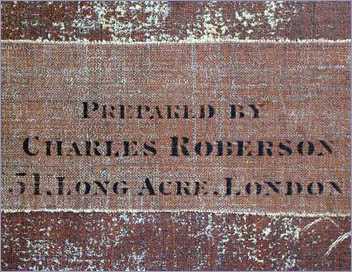 PREPARED BY
CHARLES ROBERSON
51, LONG ACRE, LONDON